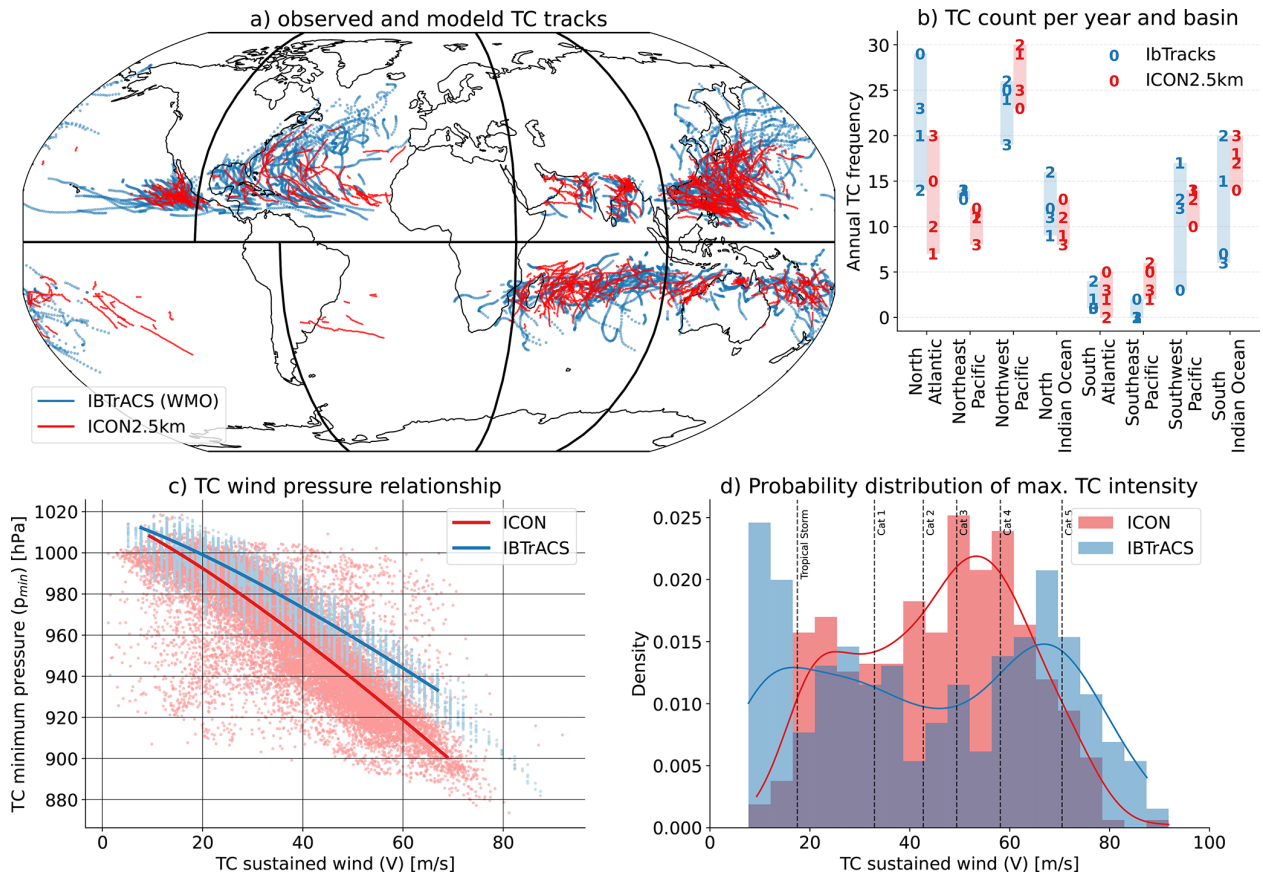 a) observed and modeld TC tracks
IBTrACS (WMO)
ICON2.5km
b) TC count per year and basin
Annual TC frequency
30
25
20
15
10
5
0
0 IbTracks
0 ICON2.5km
North
Atlantic
Northeast
Pacific
Northwest
Pacific
North
Indian Ocean
South
Atlantic
Southeast
Pacific
Southwest
Pacific
South
Indian Ocean
c) TC wind pressure relationship
TC minimum pressure (pmin) [hPa]
1020
1000
980
960
940
920
900
880
ICON
IBTrACS
0 20 40 60 80
TC sustained wind (V) [m/s]
d) Probability distribution of max. TC intensity
Density
0.025
0.020
0.015
0.010
0.005
0.000
Tropical Storm
Cat 1
Cat 2
Cat 3
Cat 4
Cat 5
ICON
IBTrACS
0 20 40 60 80 100
TC sustained wind (V) [m/s]